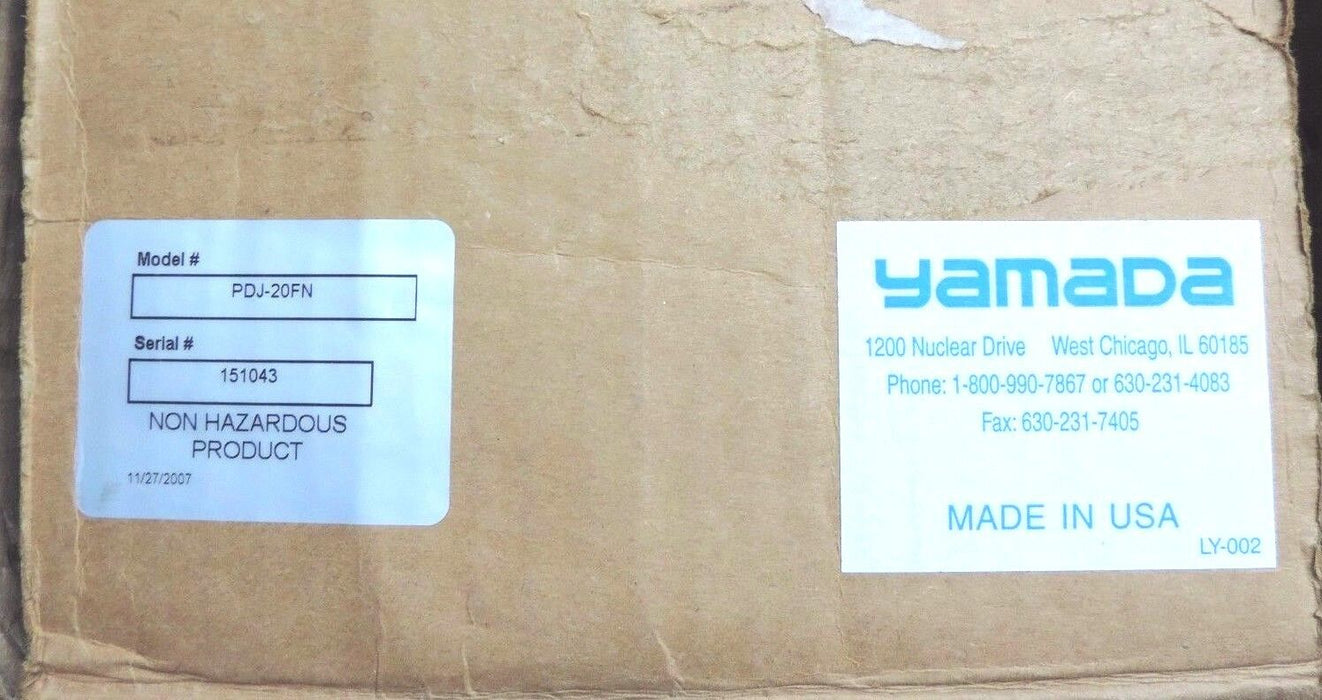 Model #
PDJ-20FN
Serial #
151043
NON HAZARDOUS
PRODUCT
11/27/2007
yamaDa
1200 Nuclear Drive West Chicago, IL 60185
Phone: 1-800-990-7867 or 630-231-4083
Fax: 630-231-7405
MADE IN USA
LY-002